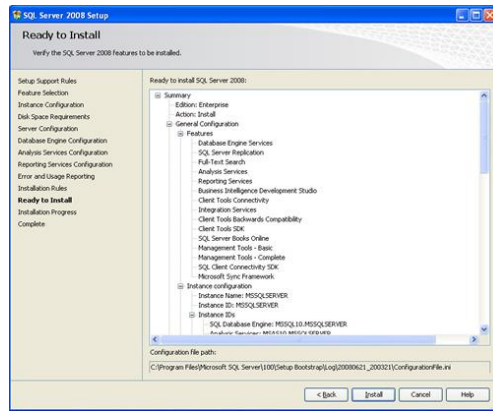 SQL Server 2008 Setup
Ready to Install
Verify the SQL Server 2008 features to be installed.
Setup Support Rules
Feature Selection
Instance Configuration
Disk Space Requirements
Server Configuration
Database Engine Configuration
Analysis Services Configuration
Reporting Services Configuration
Error and Usage Reporting
Installation Rules
Ready to Install
Installation Progress
Complete
Ready to install SQL Server 2008:
Summary
Edition: Enterprise
Action: Install
General Configuration
Features
Database Engine Services
SQL Server Replication
Full-Text Search
Analysis Services
Reporting Services
Business Intelligence Development Studio
Client Tools Connectivity
Integration Services
Client Tools Backwards Compatibility
Client Tools SDK
SQL Server Books Online
Management Tools - Basic
Management Tools - Complete
SQL Client Connectivity SDK
Microsoft Sync Framework
Instance configuration
Instance Name: MSSQLSERVER
Instance ID: MSSQLSERVER
Instance IDs
SQL Database Engine: MSSQL10.MSSQLSERVER
Analysis Services: MSAS10.MSSQLSERVER
Configuration file path:
C:\Program Files\Microsoft SQL Server\100\Setup Bootstrap\Log\20080621_200321\ConfigurationFile.ini
< Back
Install
Cancel
Help